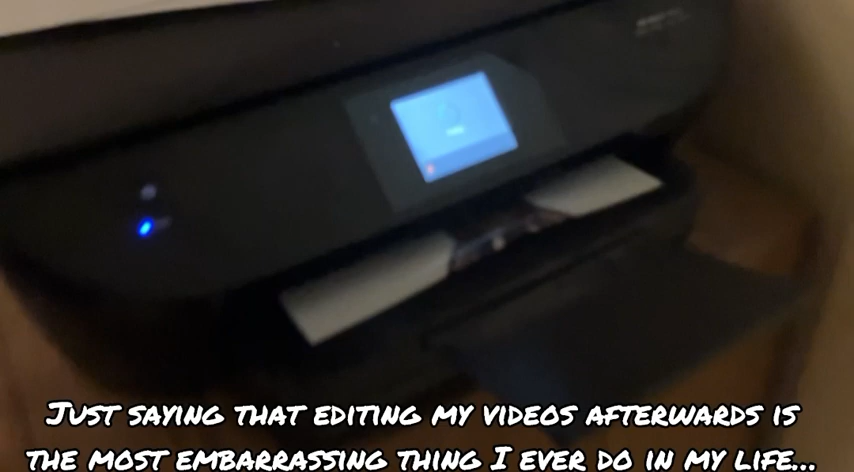 Just saying that editing my videos afterwards is
the most embarrassing thing I ever do in my life...